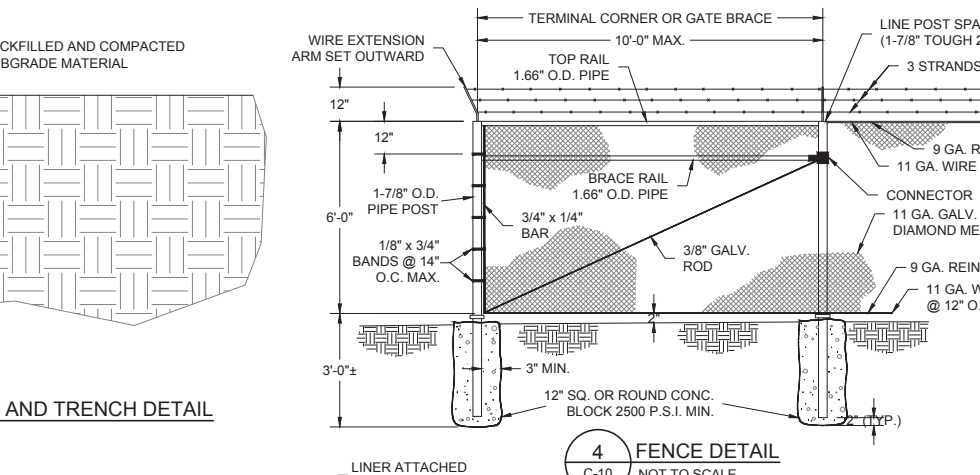 CKFILLED AND COMPACTED
BGRADE MATERIAL
AND TRENCH DETAIL
TERMINAL CORNER OR GATE BRACE
10'-0" MAX.
WIRE EXTENSION
ARM SET OUTWARD
TOP RAIL
1.66" O.D. PIPE
LINE POST SPA
(1-7/8" TOUGH 2
3 STRANDS
12"
12"
9 GA. R
11 GA. WIRE
BRACE RAIL
1.66" O.D. PIPE
CONNECTOR
1-7/8" O.D.
PIPE POST
6'-0"
3/4" x 1/4"
BAR
11 GA. GALV.
DIAMOND ME
1/8" x 3/4"
BANDS @ 14"
O.C. MAX.
3/8" GALV.
ROD
9 GA. REIN
11 GA. W
@ 12" O.
2"
3'-0"±
3" MIN.
12" SQ. OR ROUND CONC.
BLOCK 2500 P.S.I. MIN.
2" (TYP.)
4
C-10
FENCE DETAIL
NOT TO SCALE
LINER ATTACHED